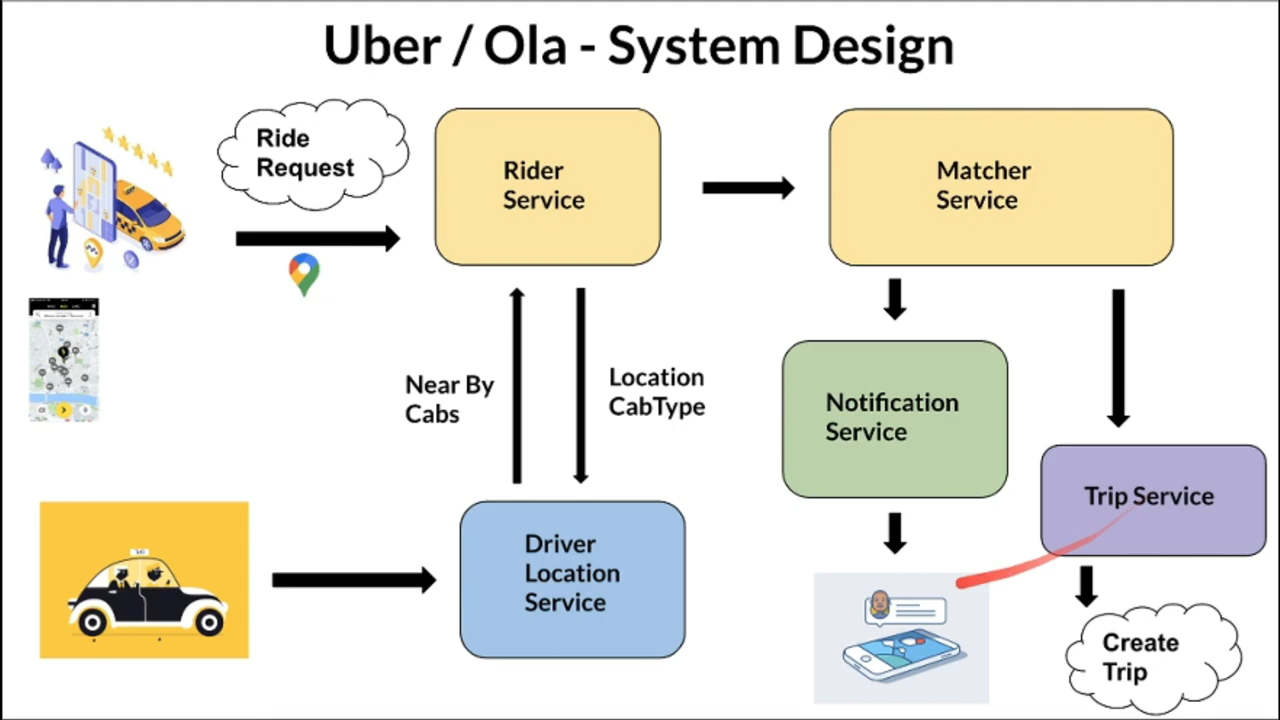 Uber / Ola - System Design
Ride
Request
Rider
Service
Matcher
Service
Near By
Cabs
Location
CabType
Notification
Service
Trip Service
Driver
Location
Service
TAXI
Create
Trip